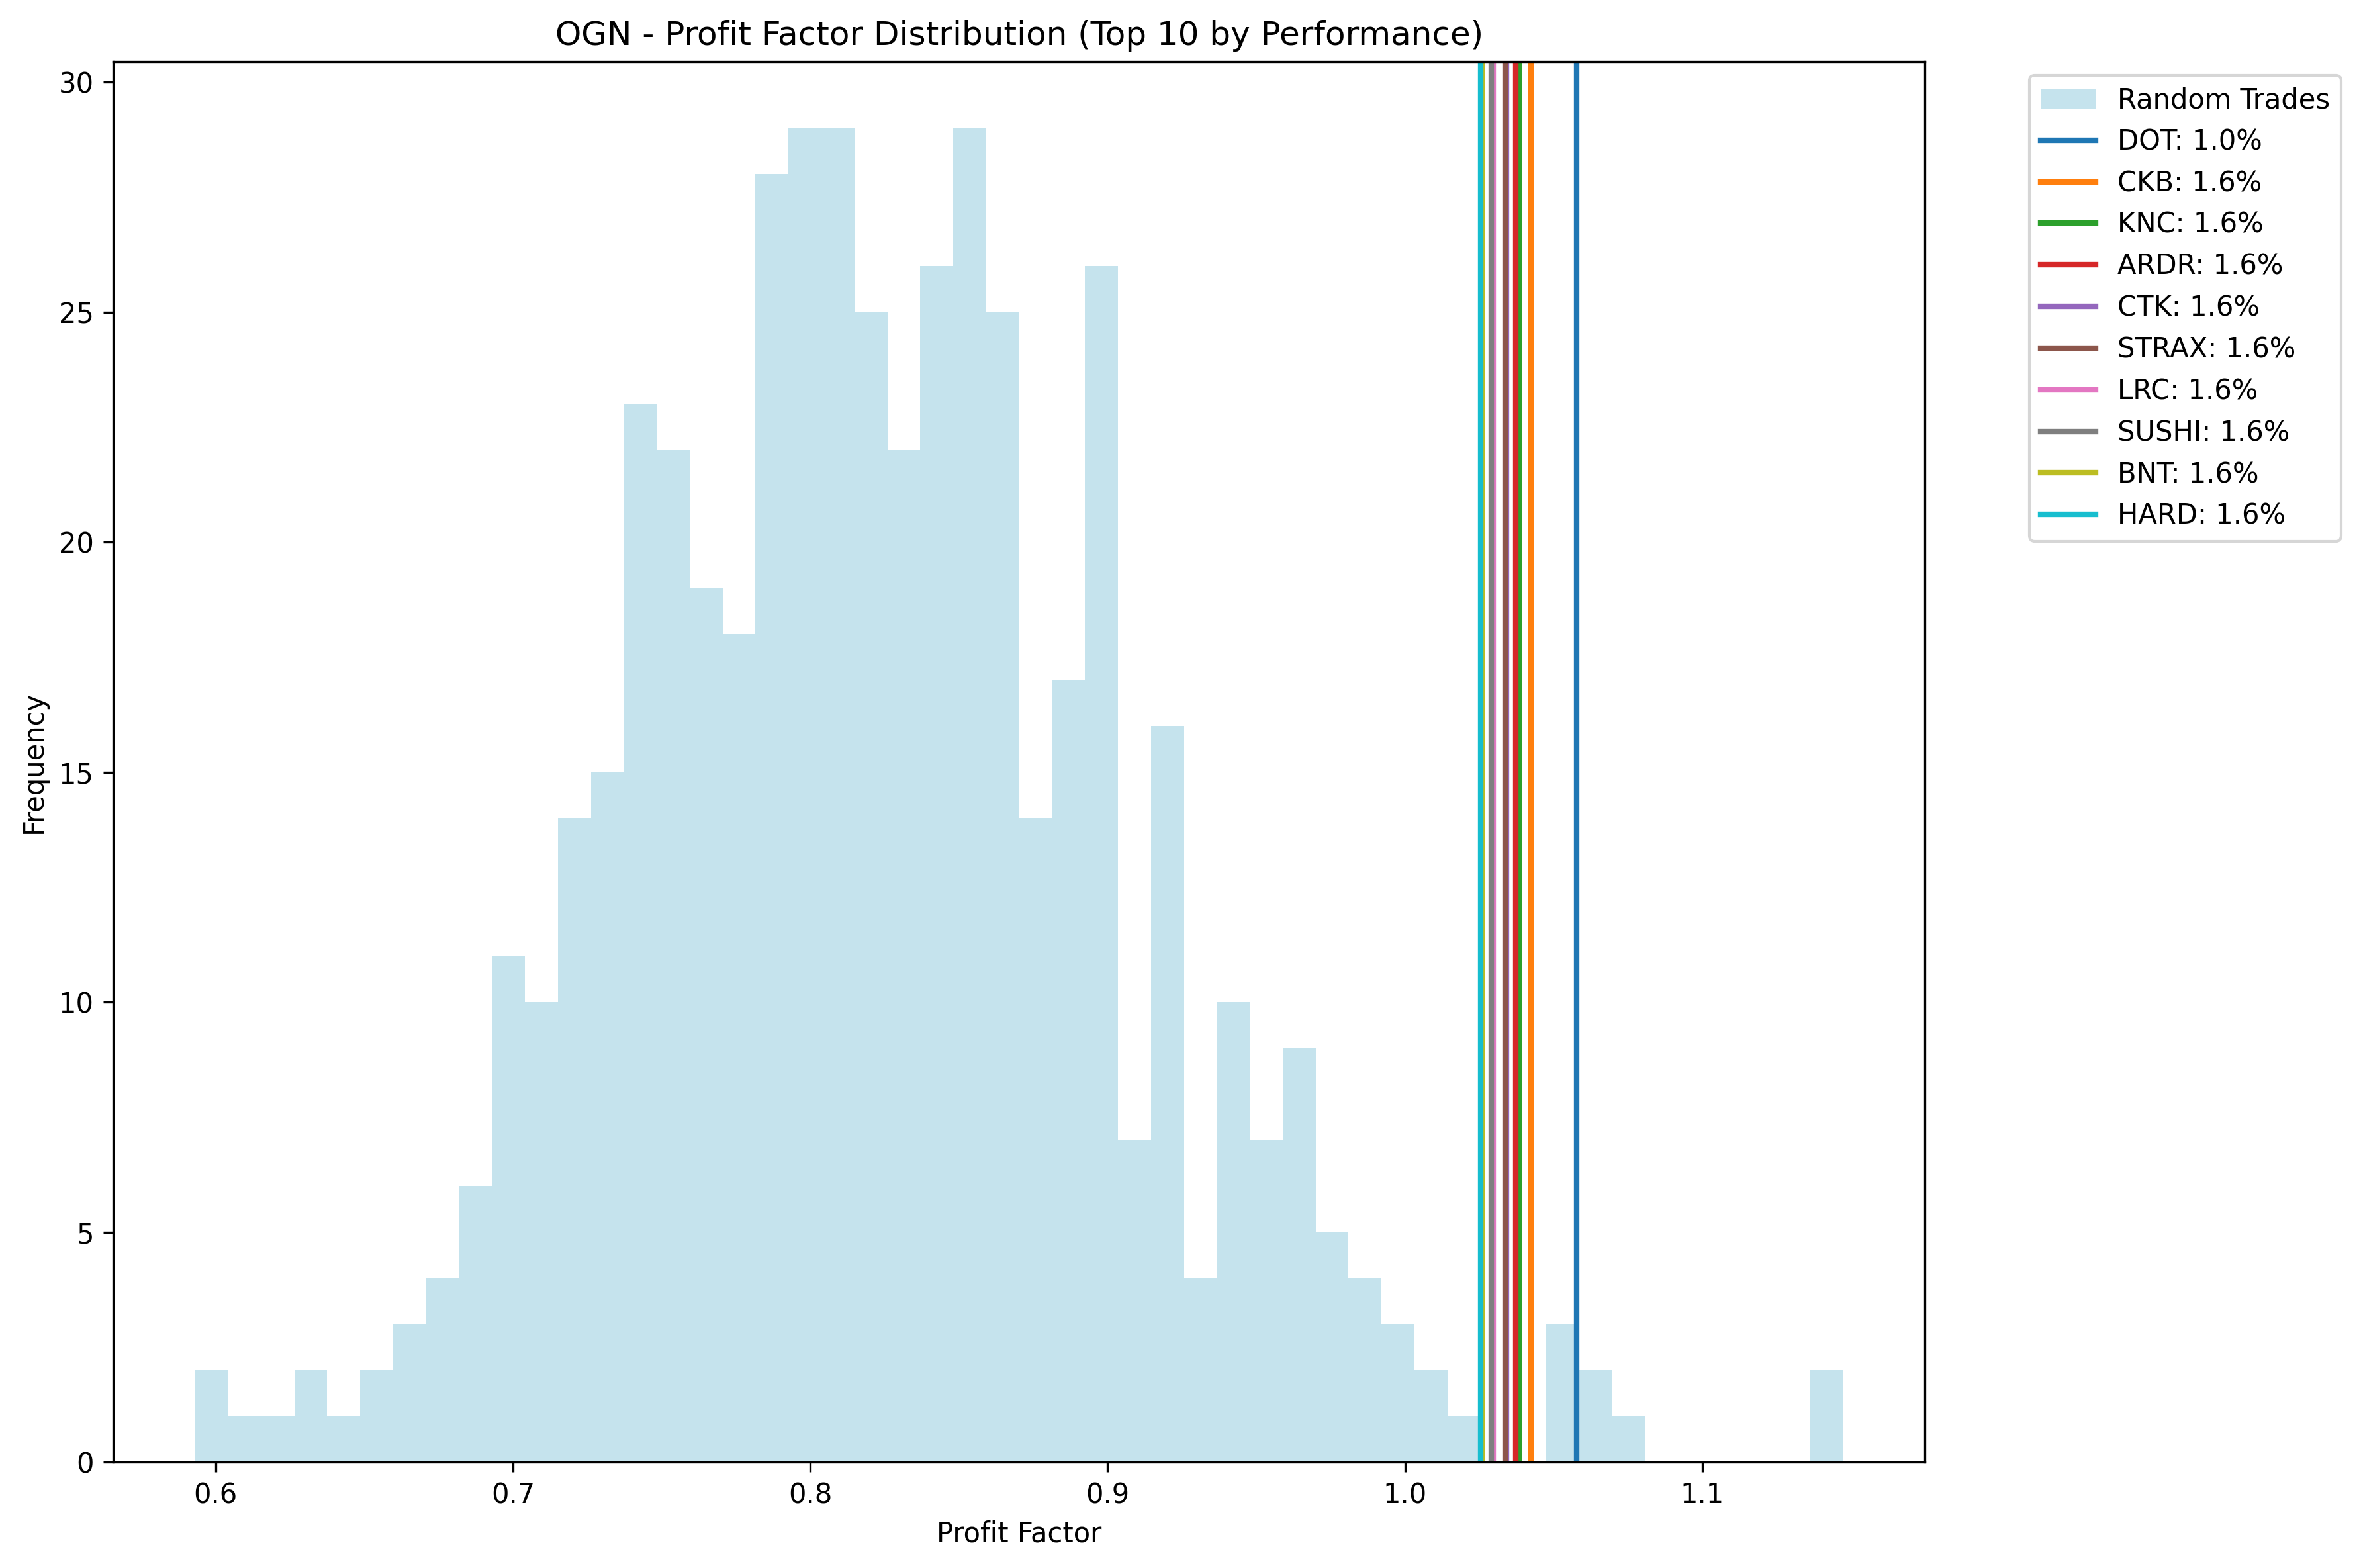 OGN - Profit Factor Distribution (Top 10 by Performance)
30
25
20
15
10
5
0
Frequency
0.6 0.7 0.8 0.9 1.0 1.1
Profit Factor
Random Trades
DOT: 1.0%
CKB: 1.6%
KNC: 1.6%
ARDR: 1.6%
CTK: 1.6%
STRAX: 1.6%
LRC: 1.6%
SUSHI: 1.6%
BNT: 1.6%
HARD: 1.6%